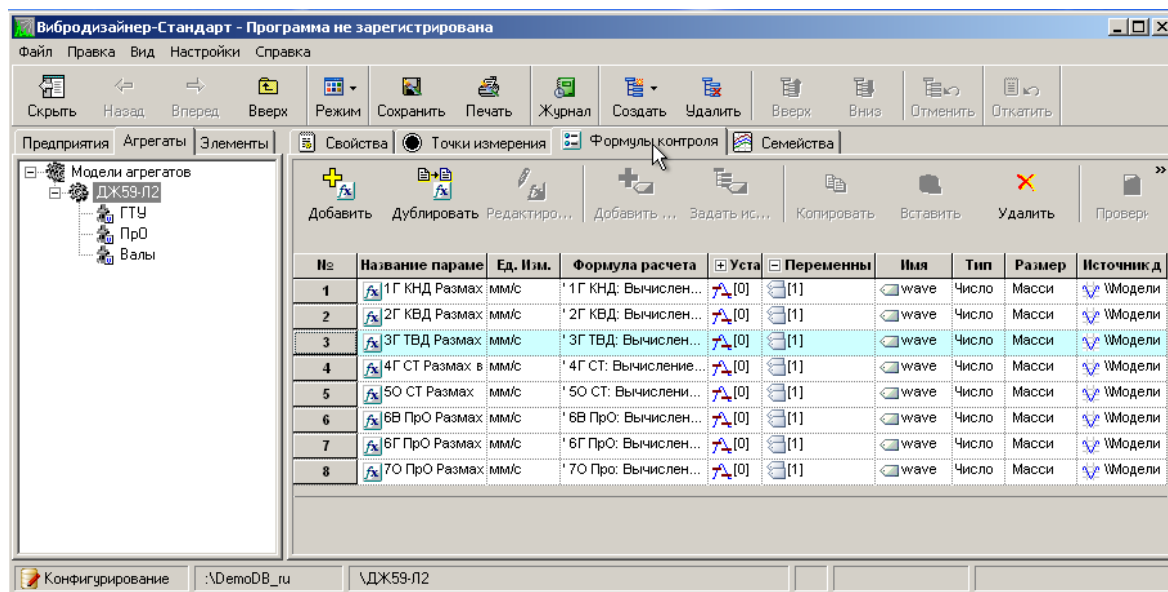 Вибродизайнер-Стандарт - Программа не зарегистрирована
Файл Правка Вид Настройки Справка
Скрыть Назад Вперед Вверх Режим Сохранить Печать Журнал Создать Удалить Вверх Вниз Отменить Откатить
Предприятия Агрегаты Элементы Свойства Точки измерения Формулы контроля Семейства
Модели агрегатов
ДЖ59-Л2
ГТУ
ПрО
Валы
Добавить Дублировать Редактиро... Добавить ... Задать ис... Копировать Вставить Удалить Проверк
№ Название параме Ед. Изм. Формула расчета Уста Переменны Имя Тип Размер Источник д
1 1Г КНД Размах мм/с ' 1Г КНД: Вычислен... [0] [1] wave Число Масси \\Модели
2 2Г КВД Размах мм/с ' 2Г КВД: Вычислен... [0] [1] wave Число Масси \\Модели
3 3Г ТВД Размах мм/с ' 3Г ТВД: Вычислен... [0] [1] wave Число Масси \\Модели
4 4Г СТ Размах в мм/с ' 4Г СТ: Вычисление... [0] [1] wave Число Масси \\Модели
5 5О СТ Размах мм/с ' 5О СТ: Вычислени... [0] [1] wave Число Масси \\Модели
6 6В ПрО Размах мм/с ' 6В ПрО: Вычислен... [0] [1] wave Число Масси \\Модели
7 6Г ПрО Размах мм/с ' 6Г ПрО: Вычислен... [0] [1] wave Число Масси \\Модели
8 7О ПрО Размах мм/с ' 7О Про: Вычислен... [0] [1] wave Число Масси \\Модели
Конфигурирование :\DemoDB_ru \ДЖ59-Л2